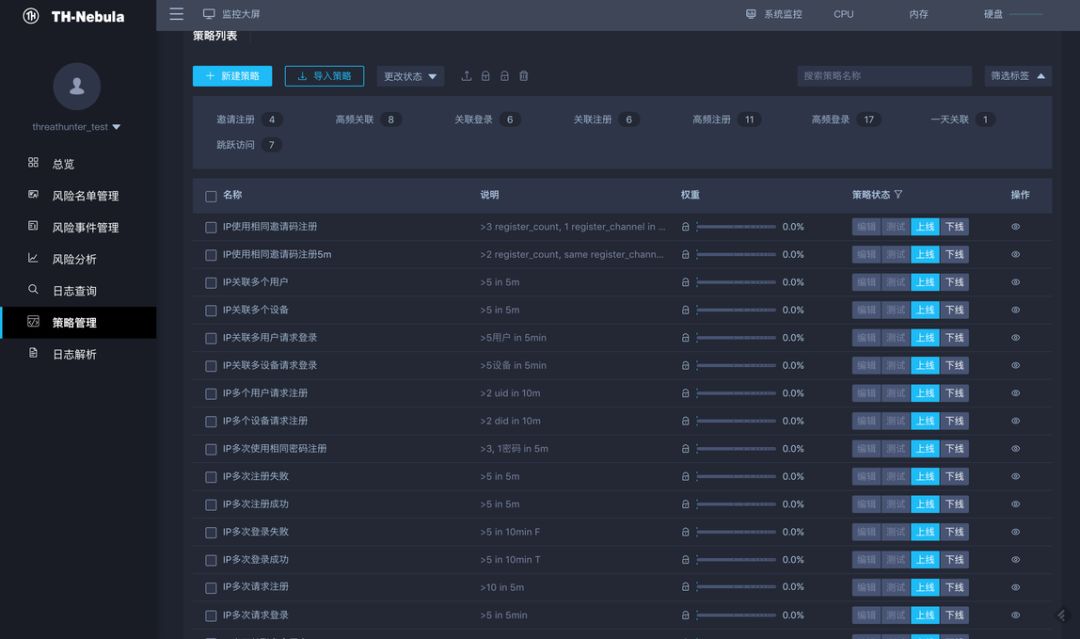 TH-Nebula
监控大屏
系统监控 CPU 内存 硬盘
threathunter_test
总览
风险名单管理
风险事件管理
风险分析
日志查询
策略管理
日志解析
策略列表
新建策略 导入策略 更改状态 搜索策略名称 筛选标签
邀请注册 4 高频关联 8 关联登录 6 关联注册 6 高频注册 11 高频登录 17 一天关联 1
跳跃访问 7
名称 说明 权重 策略状态 操作
IP使用相同邀请码注册 >3 register_count, 1 register_channel in ... 0.0% 编辑 测试 上线 下线
IP使用相同邀请码注册5m >2 register_count, same register_chann... 0.0% 编辑 测试 上线 下线
IP关联多个用户 >5 in 5m 0.0% 编辑 测试 上线 下线
IP关联多个设备 >5 in 5m 0.0% 编辑 测试 上线 下线
IP关联多用户请求登录 >5用户 in 5min 0.0% 编辑 测试 上线 下线
IP关联多设备请求登录 >5设备 in 5min 0.0% 编辑 测试 上线 下线
IP多个用户请求注册 >2 uid in 10m 0.0% 编辑 测试 上线 下线
IP多个设备请求注册 >2 did in 10m 0.0% 编辑 测试 上线 下线
IP多次使用相同密码注册 >3, 1密码 in 5m 0.0% 编辑 测试 上线 下线
IP多次注册失败 >5 in 5m 0.0% 编辑 测试 上线 下线
IP多次注册成功 >5 in 5m 0.0% 编辑 测试 上线 下线
IP多次登录失败 >5 in 10min F 0.0% 编辑 测试 上线 下线
IP多次登录成功 >5 in 10min T 0.0% 编辑 测试 上线 下线
IP多次请求注册 >10 in 5m 0.0% 编辑 测试 上线 下线
IP多次请求登录 >5 in 5min 0.0% 编辑 测试 上线 下线